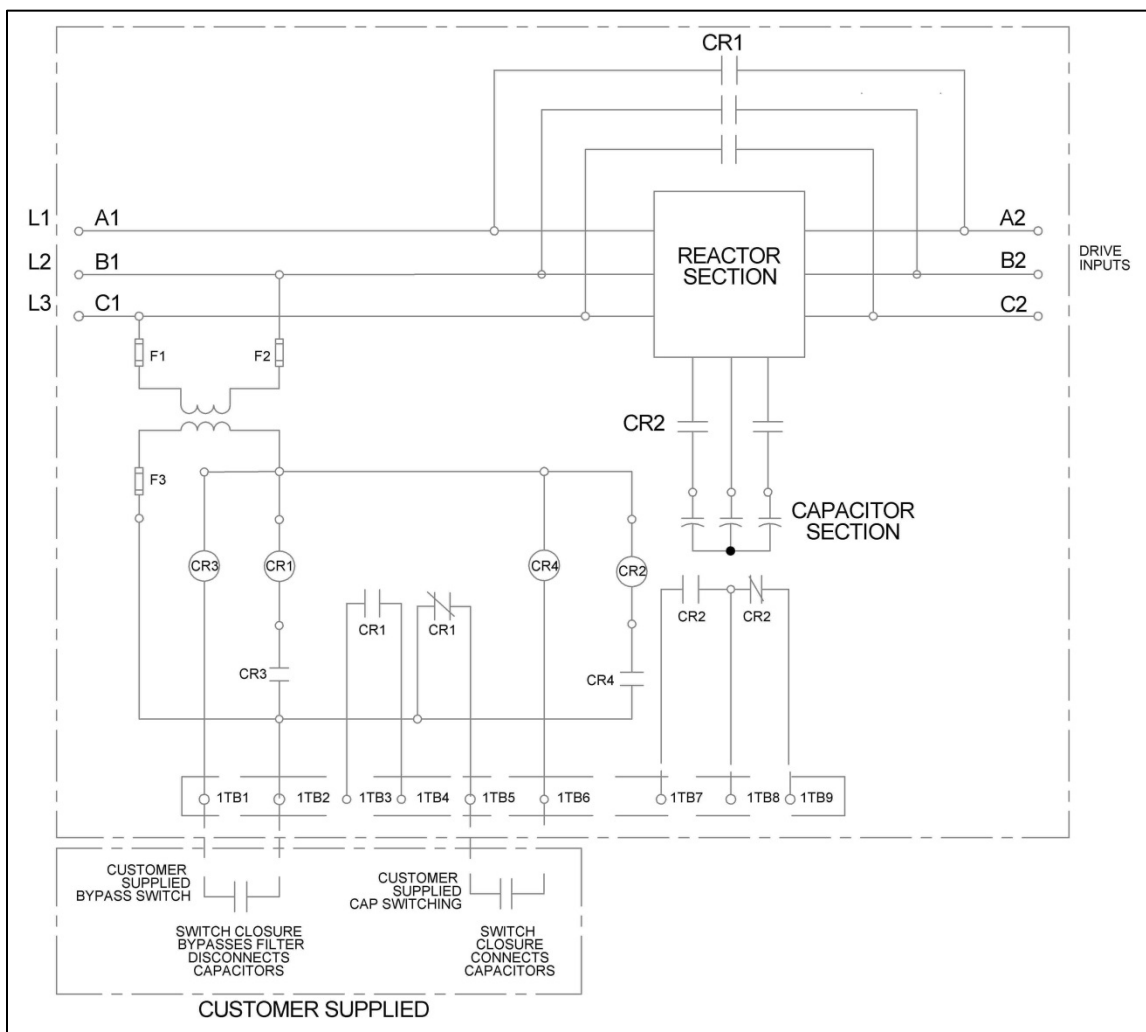 CR1
L1 A1
A2
L2 B1
B2
L3 C1
C2
REACTOR
SECTION
DRIVE
INPUTS
F1
F2
CR2
F3
CAPACITOR
SECTION
CR3
CR1
CR4
CR2
CR1
CR1
CR2
CR2
CR3
CR4
1TB1
1TB2
1TB3
1TB4
1TB5
1TB6
1TB7
1TB8
1TB9
CUSTOMER
SUPPLIED
BYPASS SWITCH
CUSTOMER
SUPPLIED
CAP SWITCHING
SWITCH CLOSURE
BYPASSES FILTER
DISCONNECTS
CAPACITORS
SWITCH
CLOSURE
CONNECTS
CAPACITORS
CUSTOMER SUPPLIED